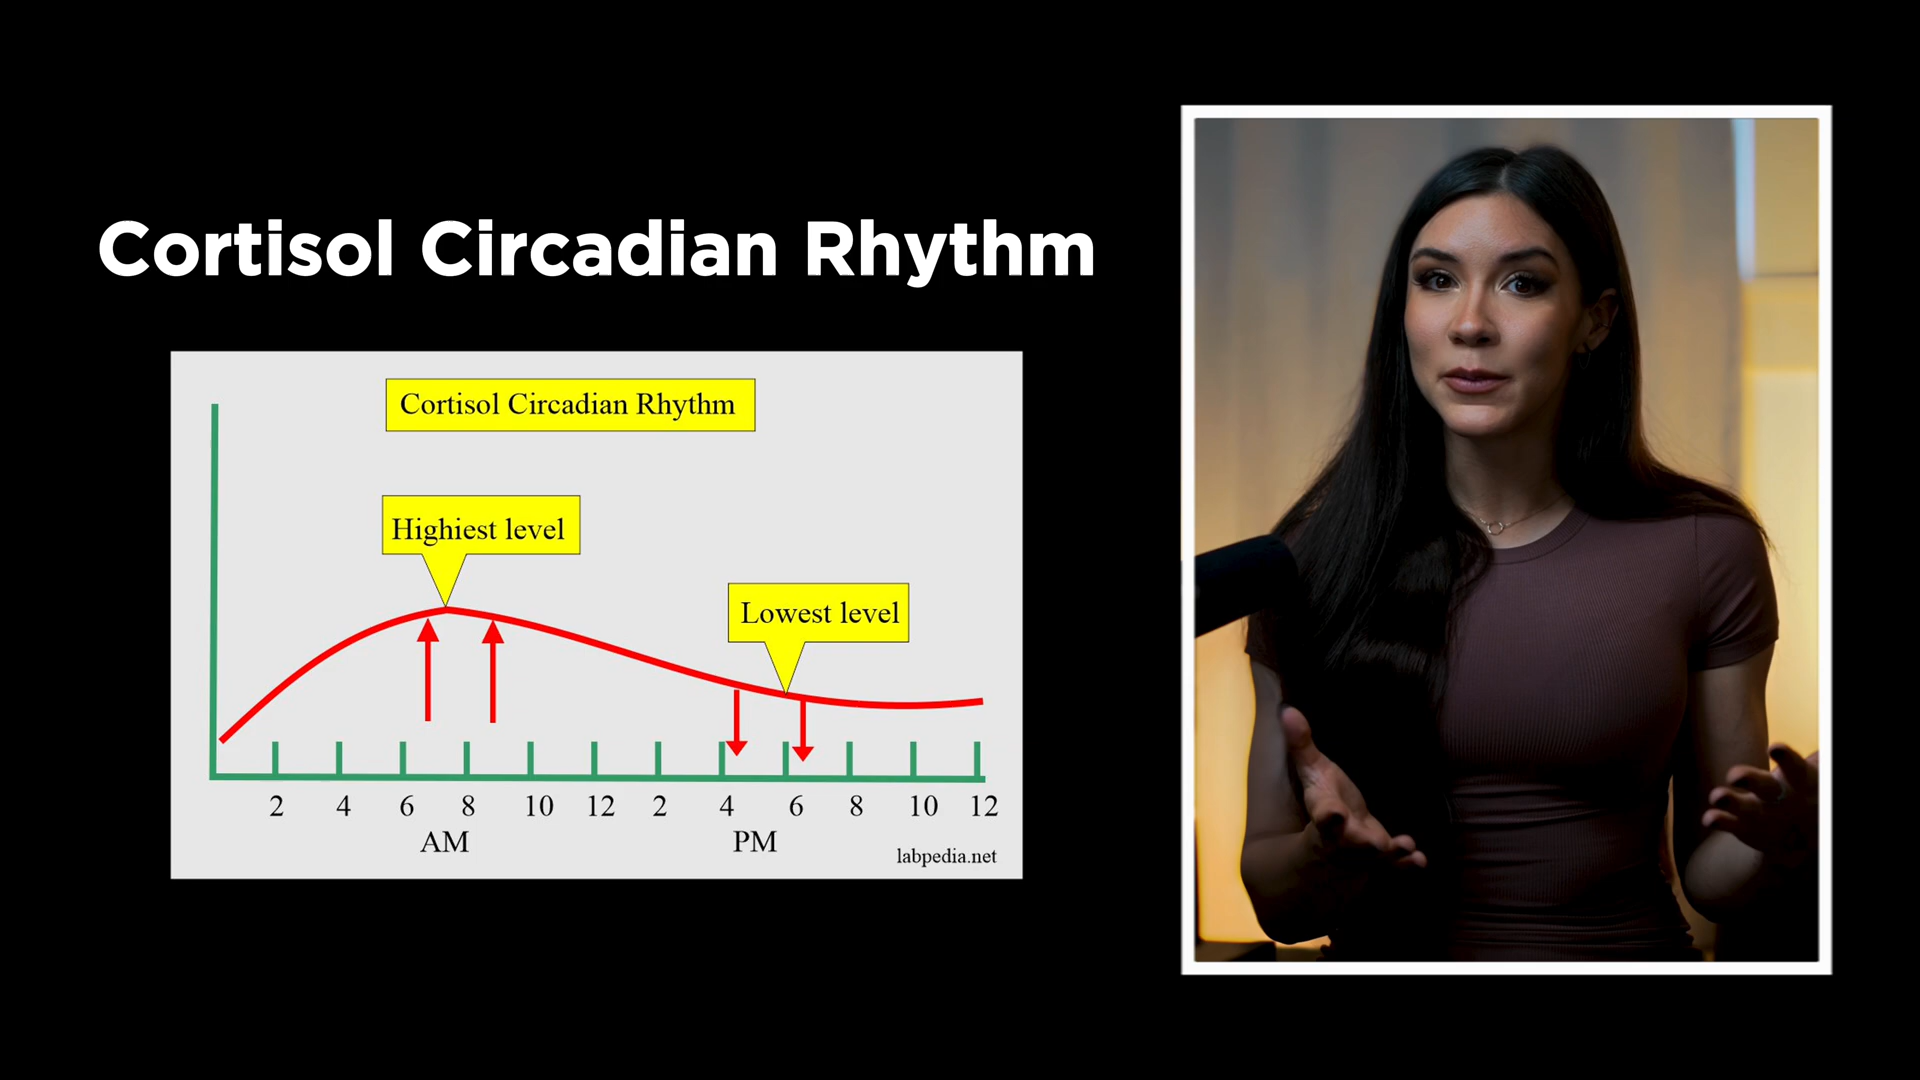 Cortisol Circadian Rhythm
Cortisol Circadian Rhythm
Highiest level
Lowest level
2 4 6 8 10 12 2 4 6 8 10 12
AM PM
labpedia.net